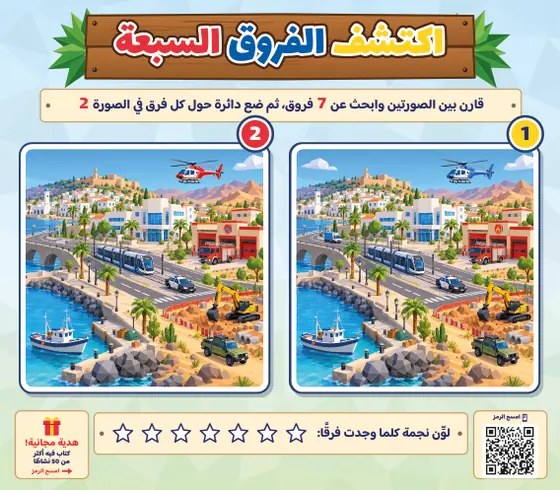 اكتشف الفروق السبعة
قارن بين الصورتين وابحث عن 7 فروق، ثم ضع دائرة حول كل فرق في الصورة 2
2
1
لوّن نجمة كلما وجدت فرقًا:
امسح الرمز
هدية مجانية!
كتاب فيه أكثر
من 50 نشاطًا
امسح الرمز